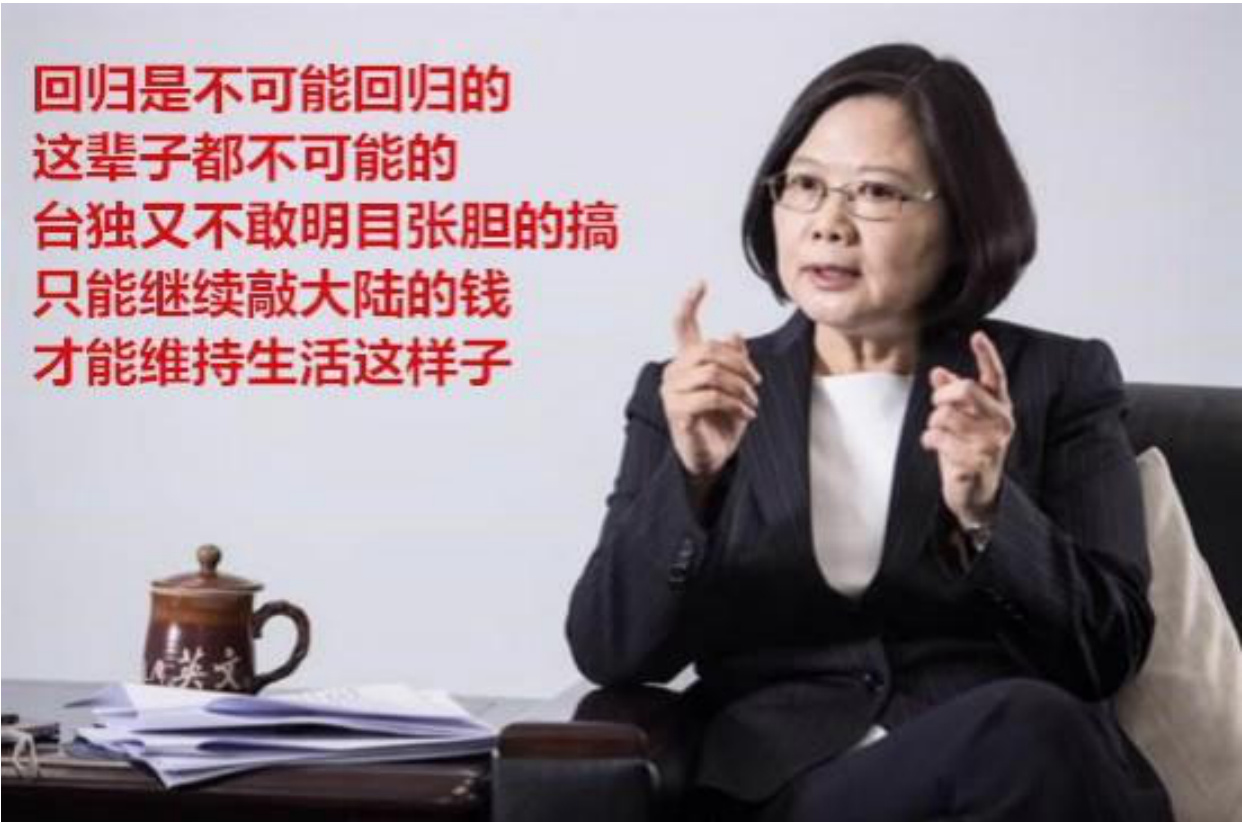 回归是不可能回归的
这辈子都不可能的
台独又不敢明目张胆的搞
只能继续敲大陆的钱
才能维持生活这样子
英文